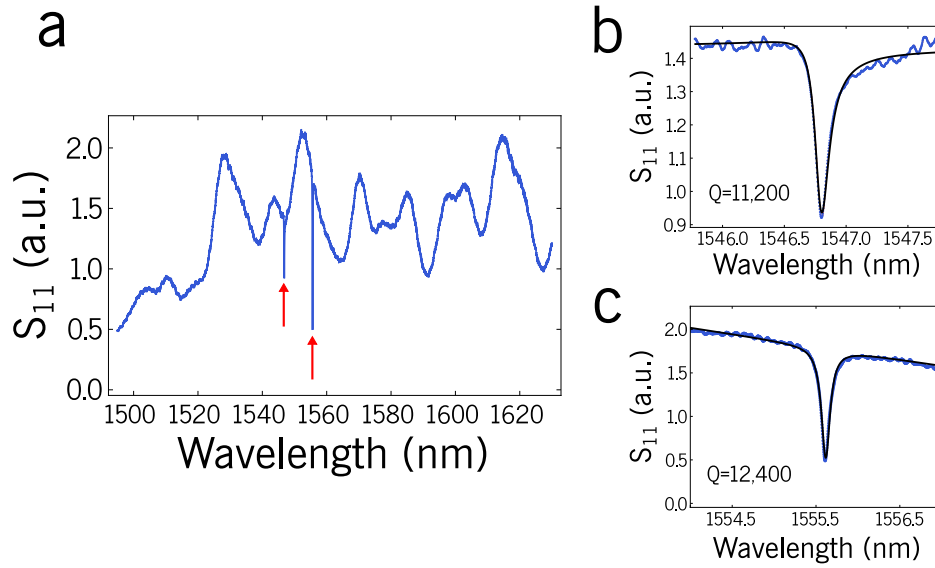 a
S11 (a.u.)
2.0
1.5
1.0
0.5
0.0
1500 1520 1540 1560 1580 1600 1620
Wavelength (nm)
b
S11 (a.u.)
1.4
1.3
1.2
1.1
1.0
0.9
Q=11,200
1546.0 1546.5 1547.0 1547.5
Wavelength (nm)
c
S11 (a.u.)
2.0
1.5
1.0
0.5
0.0
Q=12,400
1554.5 1555.5 1556.5
Wavelength (nm)